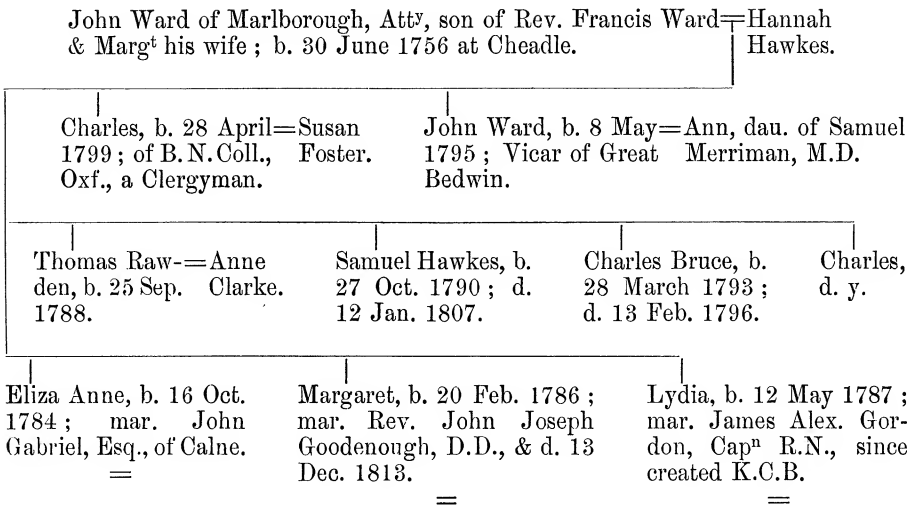 John Ward of Marlborough, Attʸ, son of Rev. Francis Ward=Hannah
& Margᵗ his wife ; b. 30 June 1756 at Cheadle. Hawkes.
Charles, b. 28 April=Susan
1799 ; of B. N. Coll., Foster.
Oxf., a Clergyman.
John Ward, b. 8 May=Ann, dau. of Samuel
1795 ; Vicar of Great Merriman, M.D.
Bedwin.
Thomas Raw-=Anne
den, b. 25 Sep. Clarke.
1788.
Samuel Hawkes, b.
27 Oct. 1790 ; d.
12 Jan. 1807.
Charles Bruce, b.
28 March 1793 ;
d. 13 Feb. 1796.
Charles,
d. y.
Eliza Anne, b. 16 Oct.
1784 ; mar. John
Gabriel, Esq., of Calne.
=
Margaret, b. 20 Feb. 1786 ;
mar. Rev. John Joseph
Goodenough, D.D., & d. 13
Dec. 1813.
=
Lydia, b. 12 May 1787 ;
mar. James Alex. Gor-
don, Capⁿ R.N., since
created K.C.B.
=